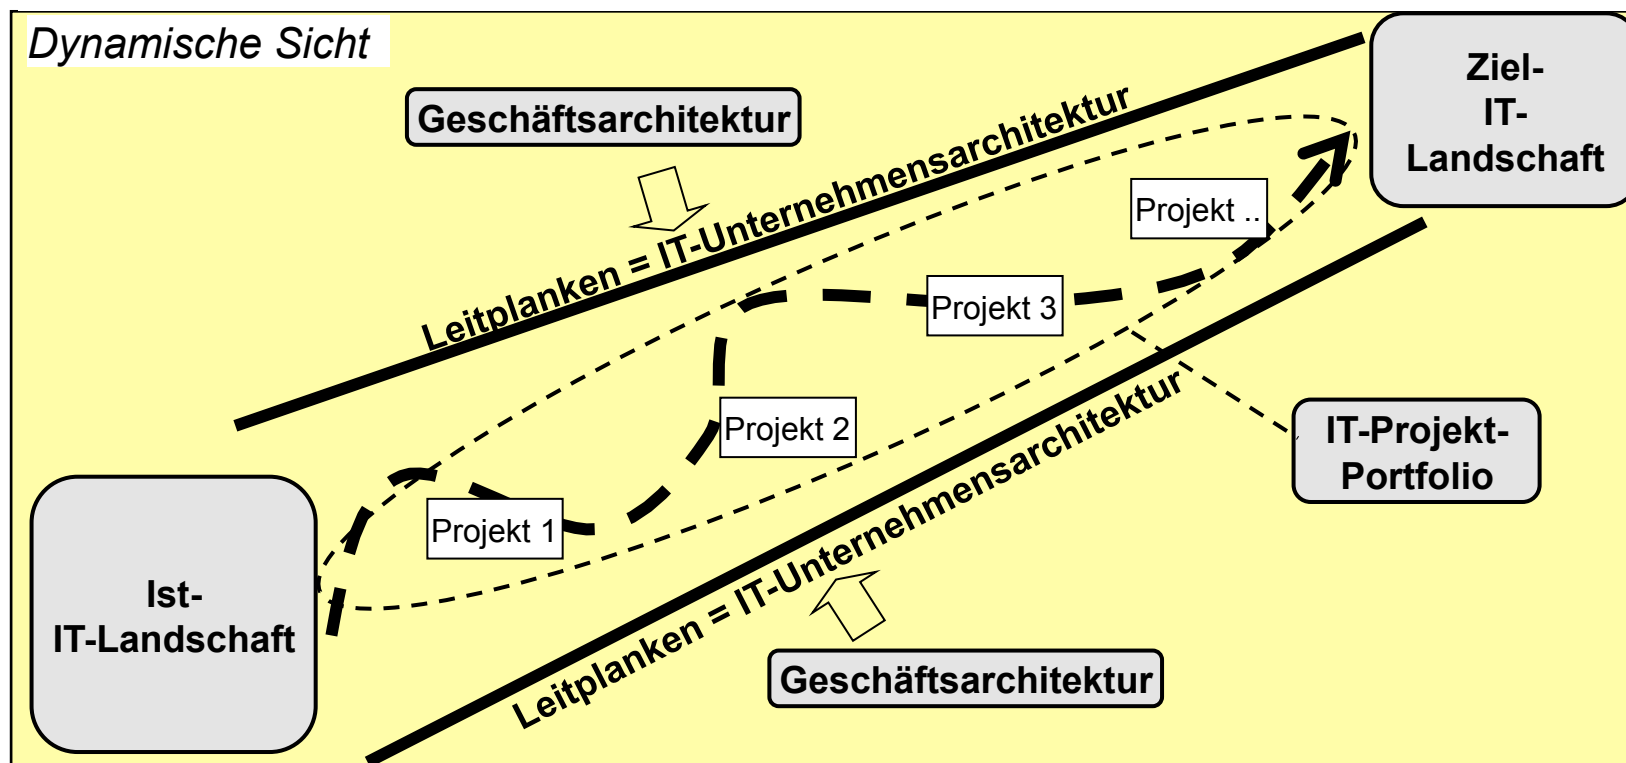 Dynamische Sicht
Geschäftsarchitektur
Leitplanken = IT-Unternehmensarchitektur
Ziel-
IT-
Landschaft
Projekt ..
Projekt 3
Projekt 2
Projekt 1
IT-Projekt-
Portfolio
Ist-
IT-Landschaft
Leitplanken = IT-Unternehmensarchitektur
Geschäftsarchitektur